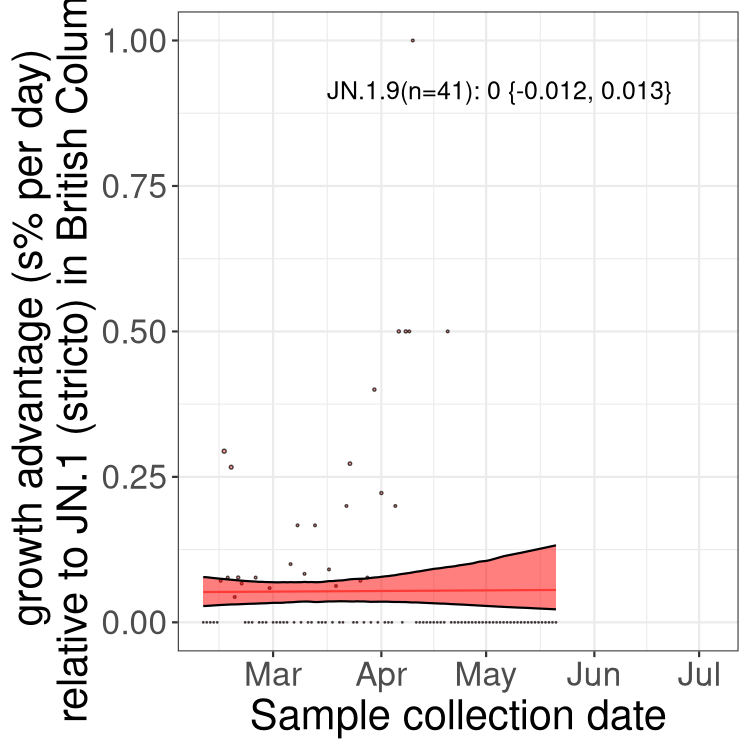 growth advantage (s% per day)
relative to JN.1 (stricto) in British Colum
1.00
0.75
0.50
0.25
0.00
JN.1.9(n=41): 0 {-0.012, 0.013}
Mar Apr May Jun Jul
Sample collection date